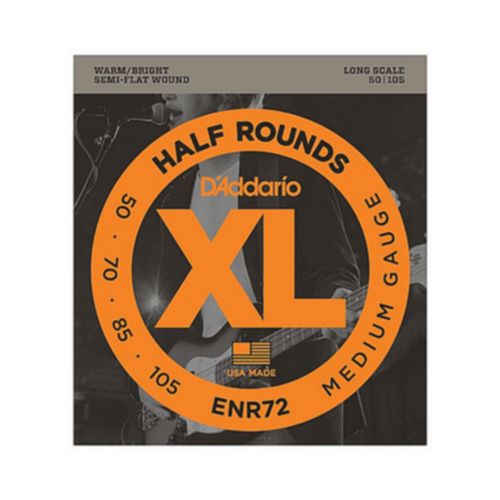 WARM/BRIGHT
SEMI-FLAT WOUND
LONG SCALE
50 | 105
HALF ROUNDS
D'Addario
XL
50 · 70 · 85 · 105
MEDIUM GAUGE
USA MADE
ENR72